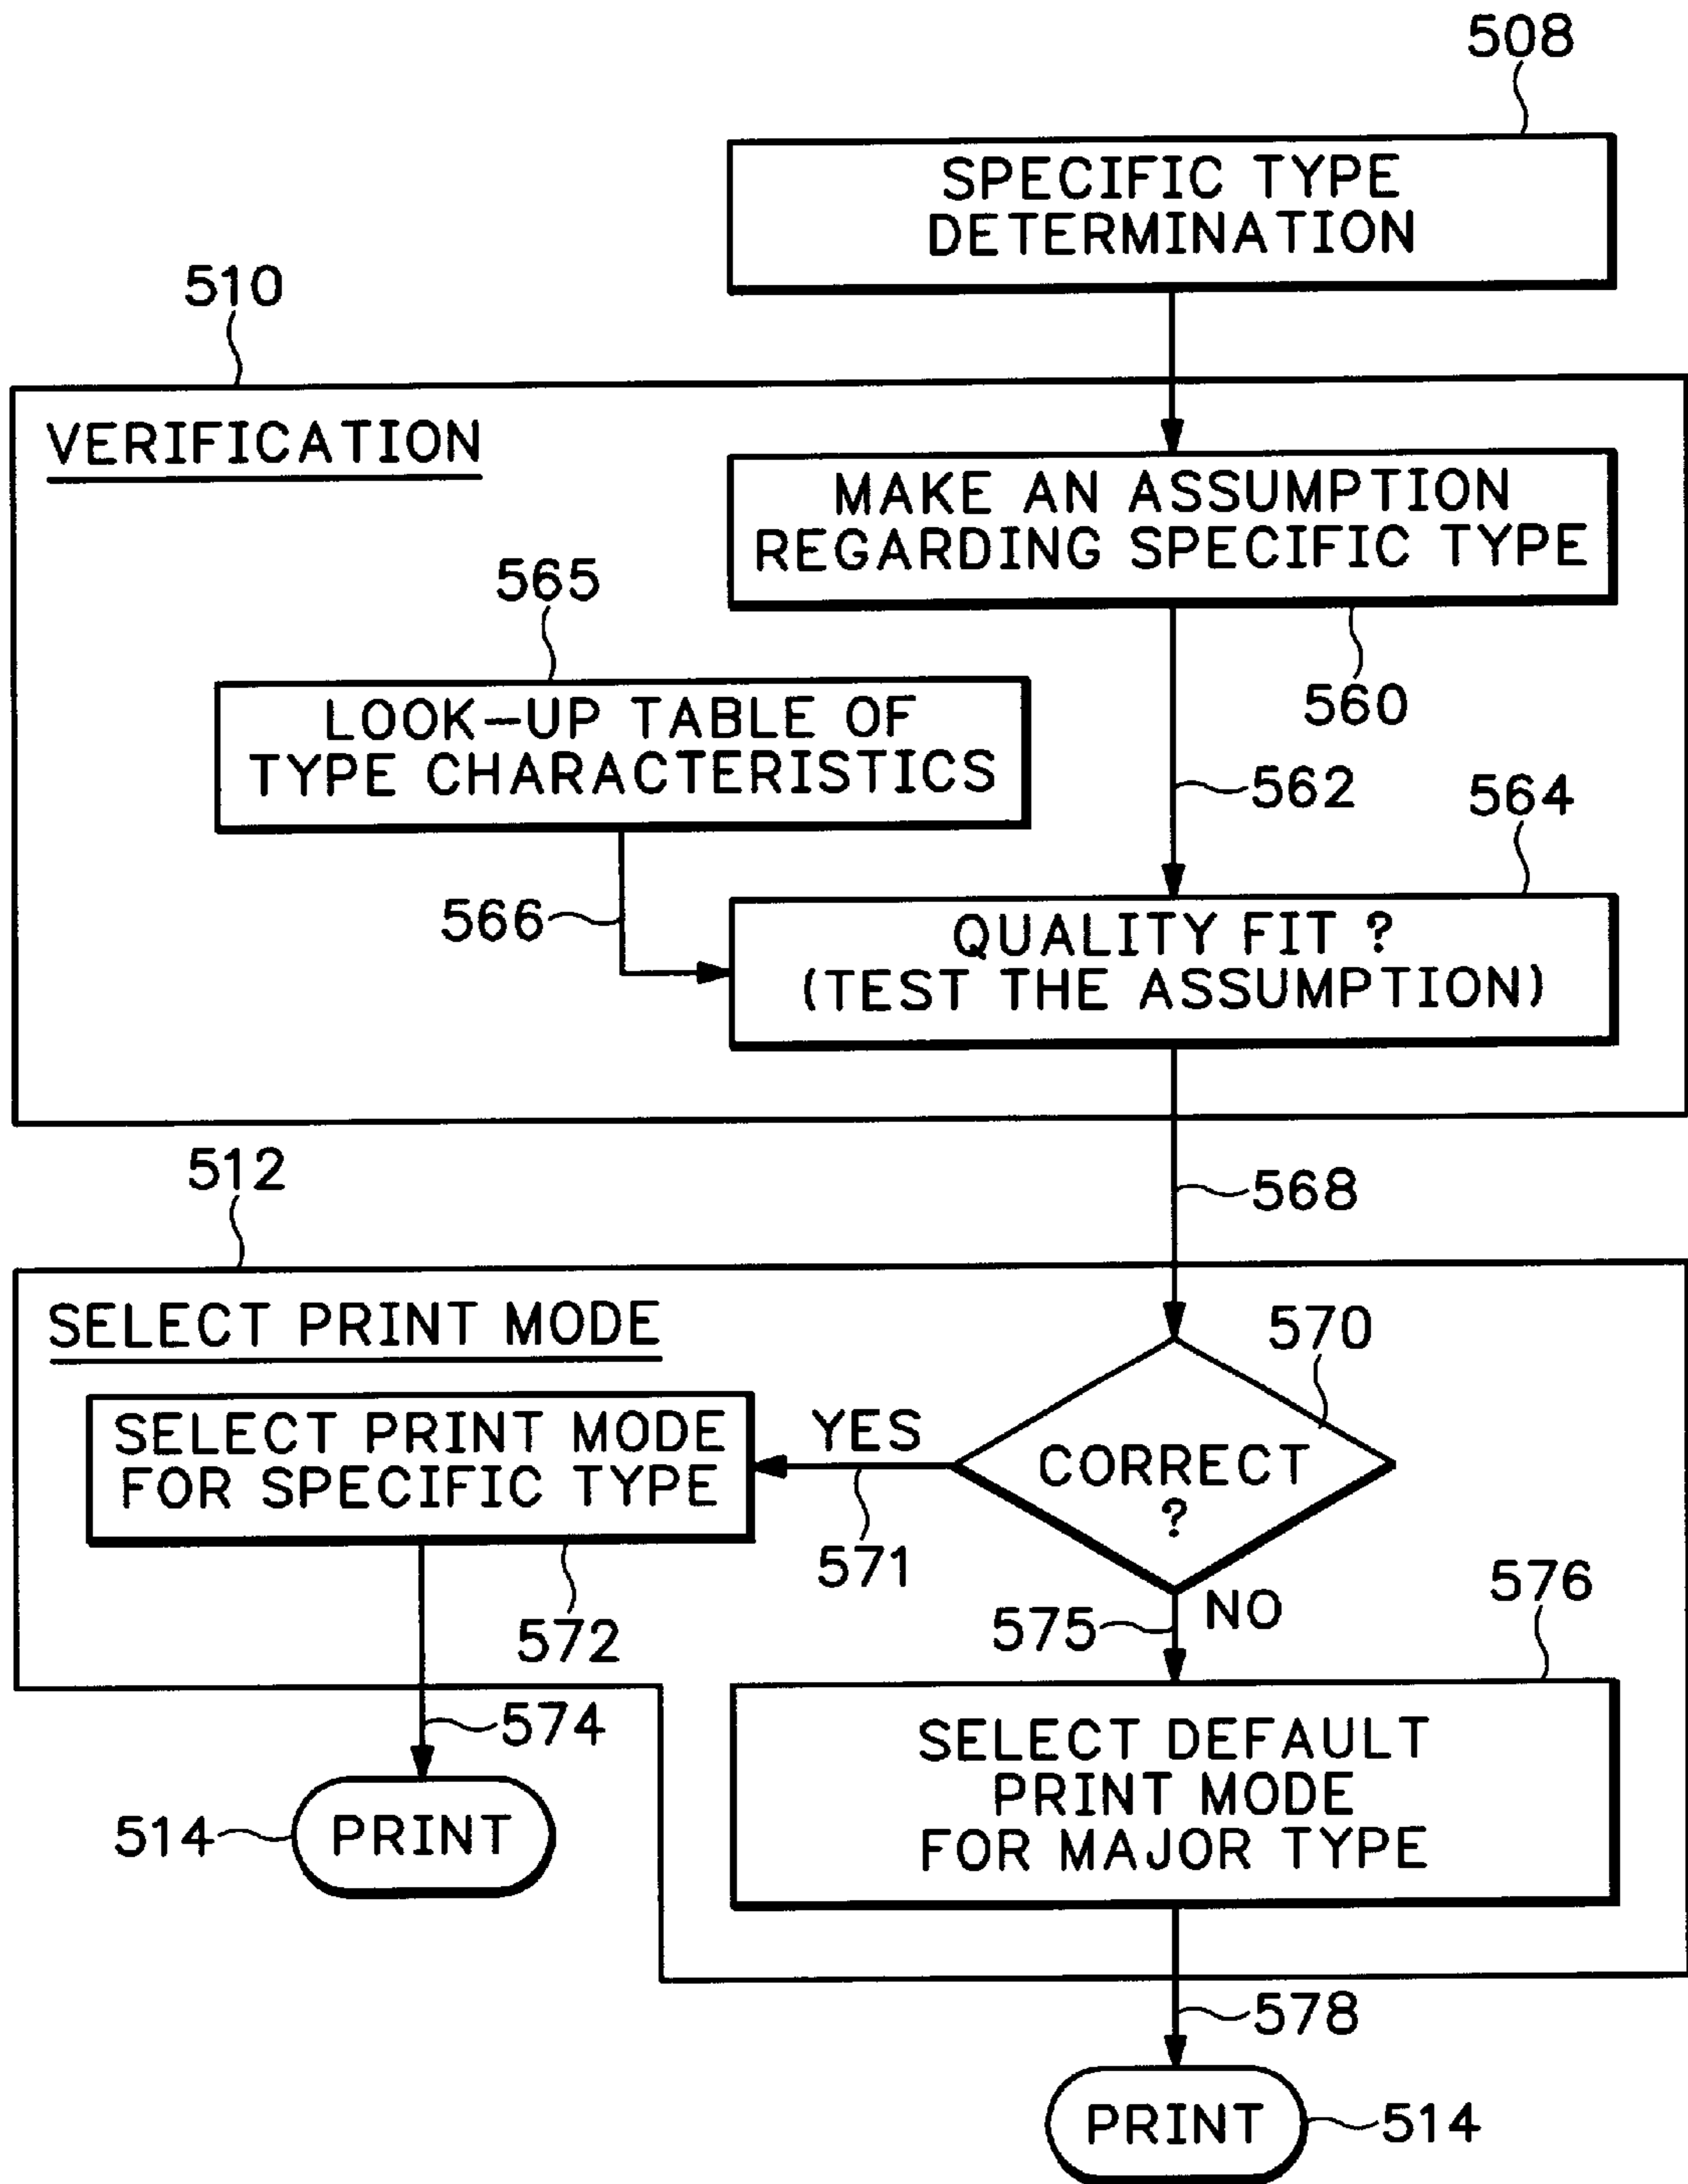 508
SPECIFIC TYPE
DETERMINATION
510
VERIFICATION
MAKE AN ASSUMPTION
REGARDING SPECIFIC TYPE
565
560
LOOK-UP TABLE OF
TYPE CHARACTERISTICS
562
564
566
QUALITY FIT ?
(TEST THE ASSUMPTION)
512
568
SELECT PRINT MODE
570
SELECT PRINT MODE
FOR SPECIFIC TYPE
YES
CORRECT
?
571
572
575
NO
576
574
SELECT DEFAULT
PRINT MODE
FOR MAJOR TYPE
514
PRINT
578
PRINT
514